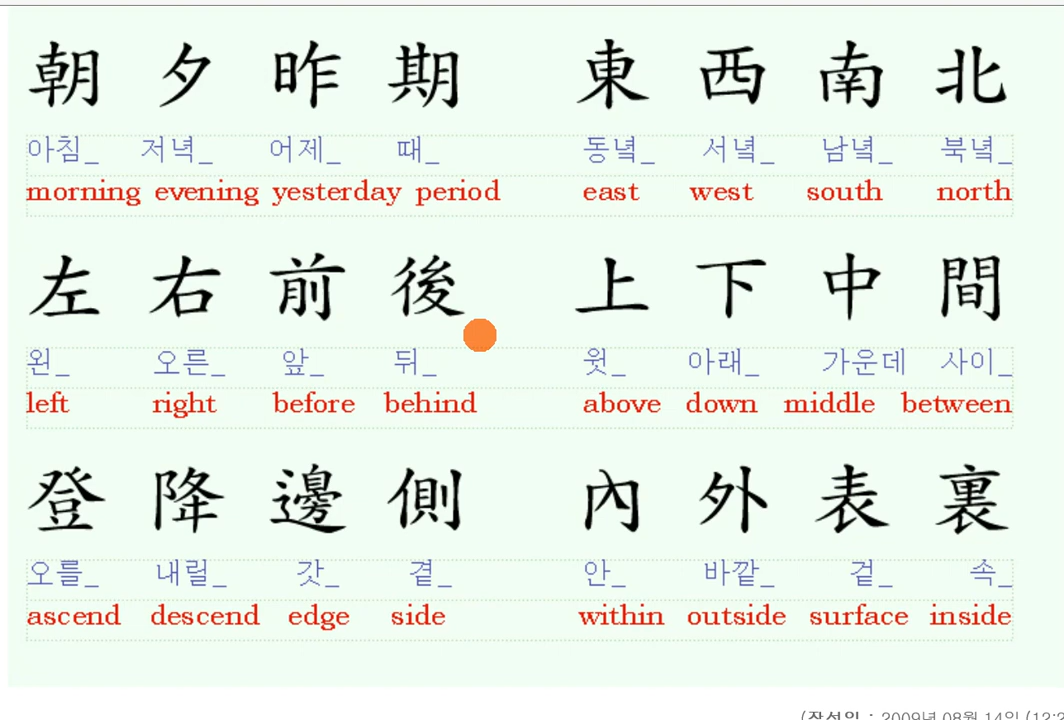 朝 夕 昨 期 東 西 南 北
아침_ 저녁_ 어제_ 때_ 동녘_ 서녘_ 남녘_ 북녘_
morning evening yesterday period east west south north
左 右 前 後 上 下 中 間
왼_ 오른_ 앞_ 뒤_ 윗_ 아래_ 가운데 사이_
left right before behind above down middle between
登 降 邊 側 內 外 表 裏
오를_ 내릴_ 갓_ 곁_ 안_ 바깥_ 겉_ 속_
ascend descend edge side within outside surface inside
2009년 08월 14일